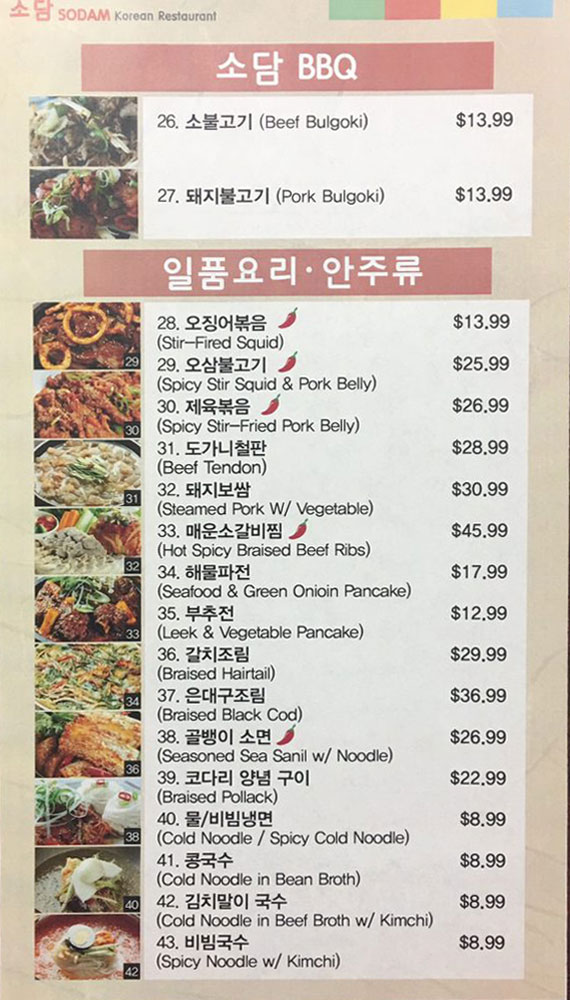 소담 SODAM Korean Restaurant
소담 BBQ
26. 소불고기 (Beef Bulgoki) $13.99
27. 돼지불고기 (Pork Bulgoki) $13.99
일품요리·안주류
28. 오징어볶음 $13.99
(Stir-Fired Squid)
29
29. 오삼불고기 $25.99
(Spicy Stir Squid & Pork Belly)
30. 제육볶음 $26.99
(Spicy Stir-Fried Pork Belly)
30
31. 도가니철판 $28.99
(Beef Tendon)
31
32. 돼지보쌈 $30.99
(Steamed Pork W/ Vegetable)
33. 매운소갈비찜 $45.99
(Hot Spicy Braised Beef Ribs)
32
34. 해물파전 $17.99
(Seafood & Green Onioin Pancake)
35. 부추전 $12.99
(Leek & Vegetable Pancake)
33
36. 갈치조림 $29.99
(Braised Hairtail)
37. 은대구조림 $36.99
34
(Braised Black Cod)
38. 골뱅이 소면 $26.99
(Seasoned Sea Sanil w/ Noodle)
36
39. 코다리 양념 구이 $22.99
(Braised Pollack)
40. 물/비빔냉면 $8.99
(Cold Noodle / Spicy Cold Noodle)
38
41. 콩국수 $8.99
(Cold Noodle in Bean Broth)
42. 김치말이 국수 $8.99
40
(Cold Noodle in Beef Broth w/ Kimchi)
43. 비빔국수 $8.99
(Spicy Noodle w/ Kimchi)
42